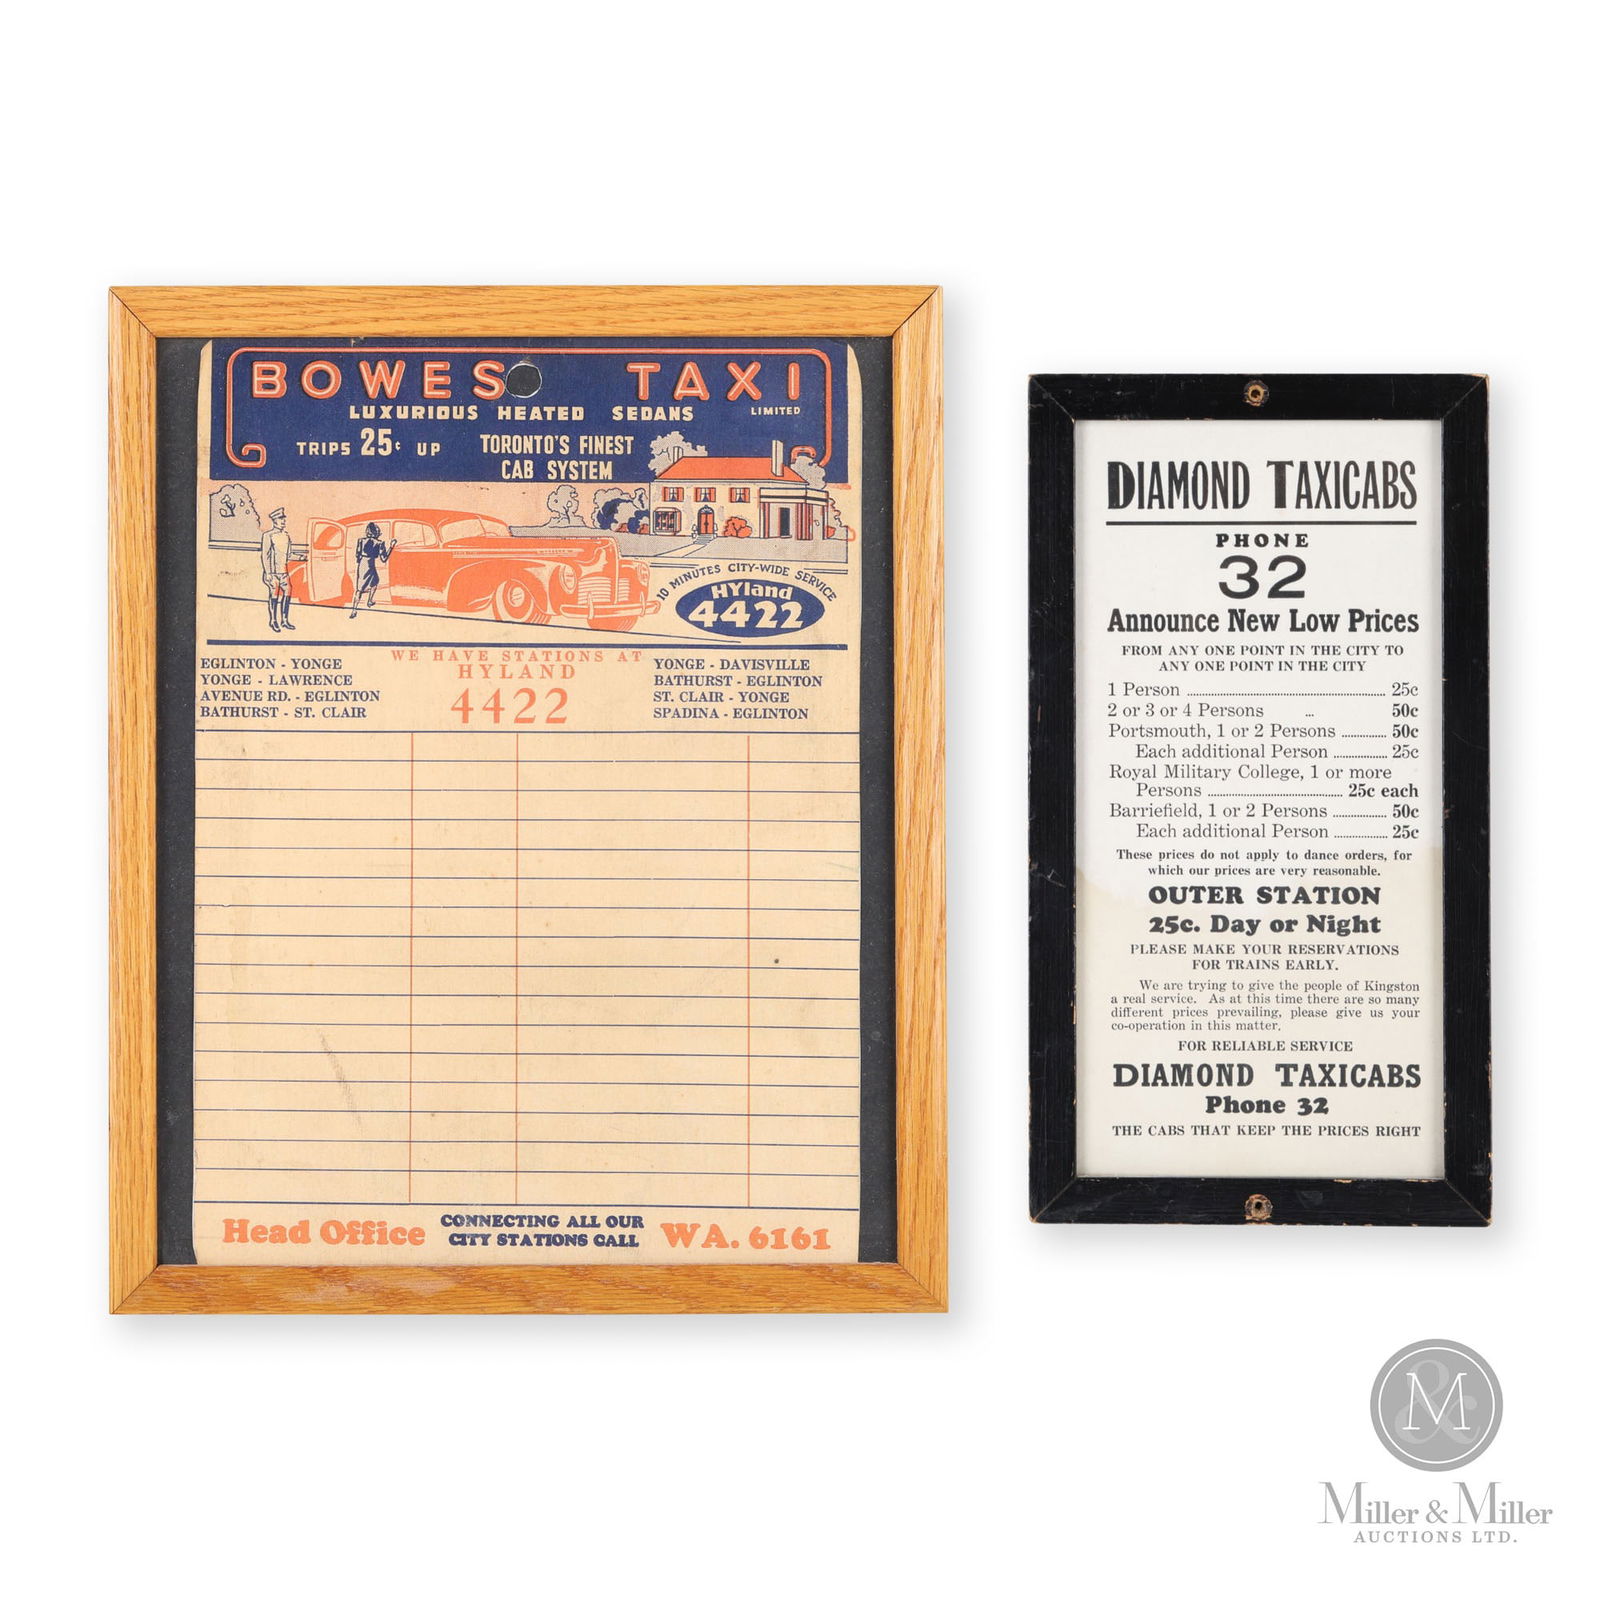 BOWES TAXI
LIMITED
LUXURIOUS HEATED SEDANS
TRIPS 25¢ UP
TORONTO'S FINEST
CAB SYSTEM
10 MINUTES CITY-WIDE SERVICE
HYland
4422
WE HAVE STATIONS AT
HYLAND
4422
EGLINTON - YONGE
YONGE - LAWRENCE
AVENUE RD. - EGLINTON
BATHURST - ST. CLAIR
YONGE - DAVISVILLE
BATHURST - EGLINTON
ST. CLAIR - YONGE
SPADINA - EGLINTON
Head Office
CONNECTING ALL OUR
CITY STATIONS CALL
WA. 6161
DIAMOND TAXICABS
PHONE
32
Announce New Low Prices
FROM ANY ONE POINT IN THE CITY TO
ANY ONE POINT IN THE CITY
1 Person ........ 25c
2 or 3 or 4 Persons ... 50c
Portsmouth, 1 or 2 Persons ........ 50c
Each additional Person ........ 25c
Royal Military College, 1 or more
Persons ........ 25c each
Barriefield, 1 or 2 Persons ........ 50c
Each additional Person ........ 25c
These prices do not apply to dance orders, for
which our prices are very reasonable.
OUTER STATION
25c. Day or Night
PLEASE MAKE YOUR RESERVATIONS
FOR TRAINS EARLY.
We are trying to give the people of Kingston
a real service. As at this time there are so many
different prices prevailing, please give us your
co-operation in this matter.
FOR RELIABLE SERVICE
DIAMOND TAXICABS
Phone 32
THE CABS THAT KEEP THE PRICES RIGHT
&
M
Miller & Miller
AUCTIONS LTD.